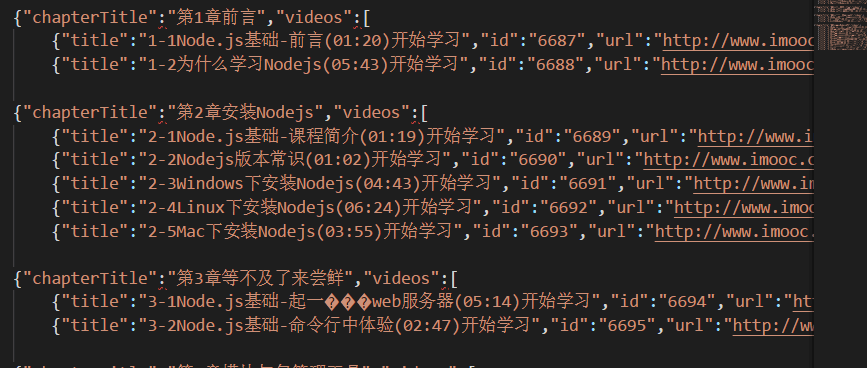 {"chapterTitle":"第1章前言","videos":[
{"title":"1-1Node.js基础-前言(01:20)开始学习","id":"6687","url":"http://www.imooc.
{"title":"1-2为什么学习Nodejs(05:43)开始学习","id":"6688","url":"http://www.imooc.
{"chapterTitle":"第2章安装Nodejs","videos":[
{"title":"2-1Node.js基础-课程简介(01:19)开始学习","id":"6689","url":"http://www.i
{"title":"2-2Nodejs版本常识(01:02)开始学习","id":"6690","url":"http://www.imooc.c
{"title":"2-3Windows下安装Nodejs(04:43)开始学习","id":"6691","url":"http://www.im
{"title":"2-4Linux下安装Nodejs(06:24)开始学习","id":"6692","url":"http://www.imoo
{"title":"2-5Mac下安装Nodejs(03:55)开始学习","id":"6693","url":"http://www.imooc.
{"chapterTitle":"第3章等不及了来尝鲜","videos":[
{"title":"3-1Node.js基础-起一���web服务器(05:14)开始学习","id":"6694","url":"ht
{"title":"3-2Node.js基础-命令行中体验(02:47)开始学习","id":"6695","url":"http://ww